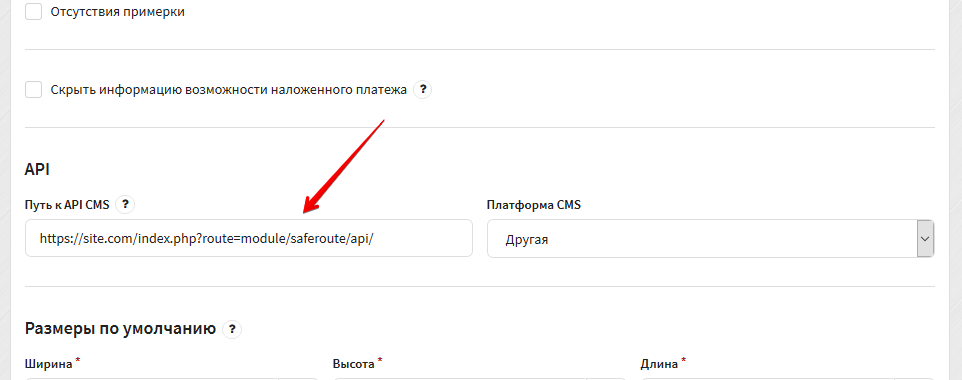 Отсутствия примерки
Скрыть информацию возможности наложенного платежа ?
API
Путь к API CMS ? Платформа CMS
https://site.com/index.php?route=module/saferoute/api/ Другая
Размеры по умолчанию ?
Ширина * Высота * Длина *